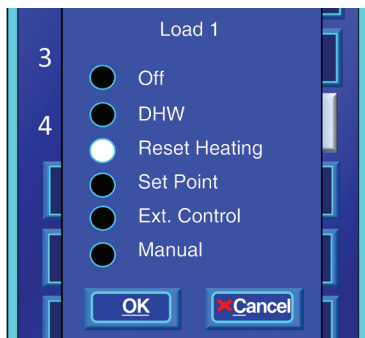 Load 1
3
Off
DHW
4
Reset Heating
Set Point
Ext. Control
Manual
OK
Cancel